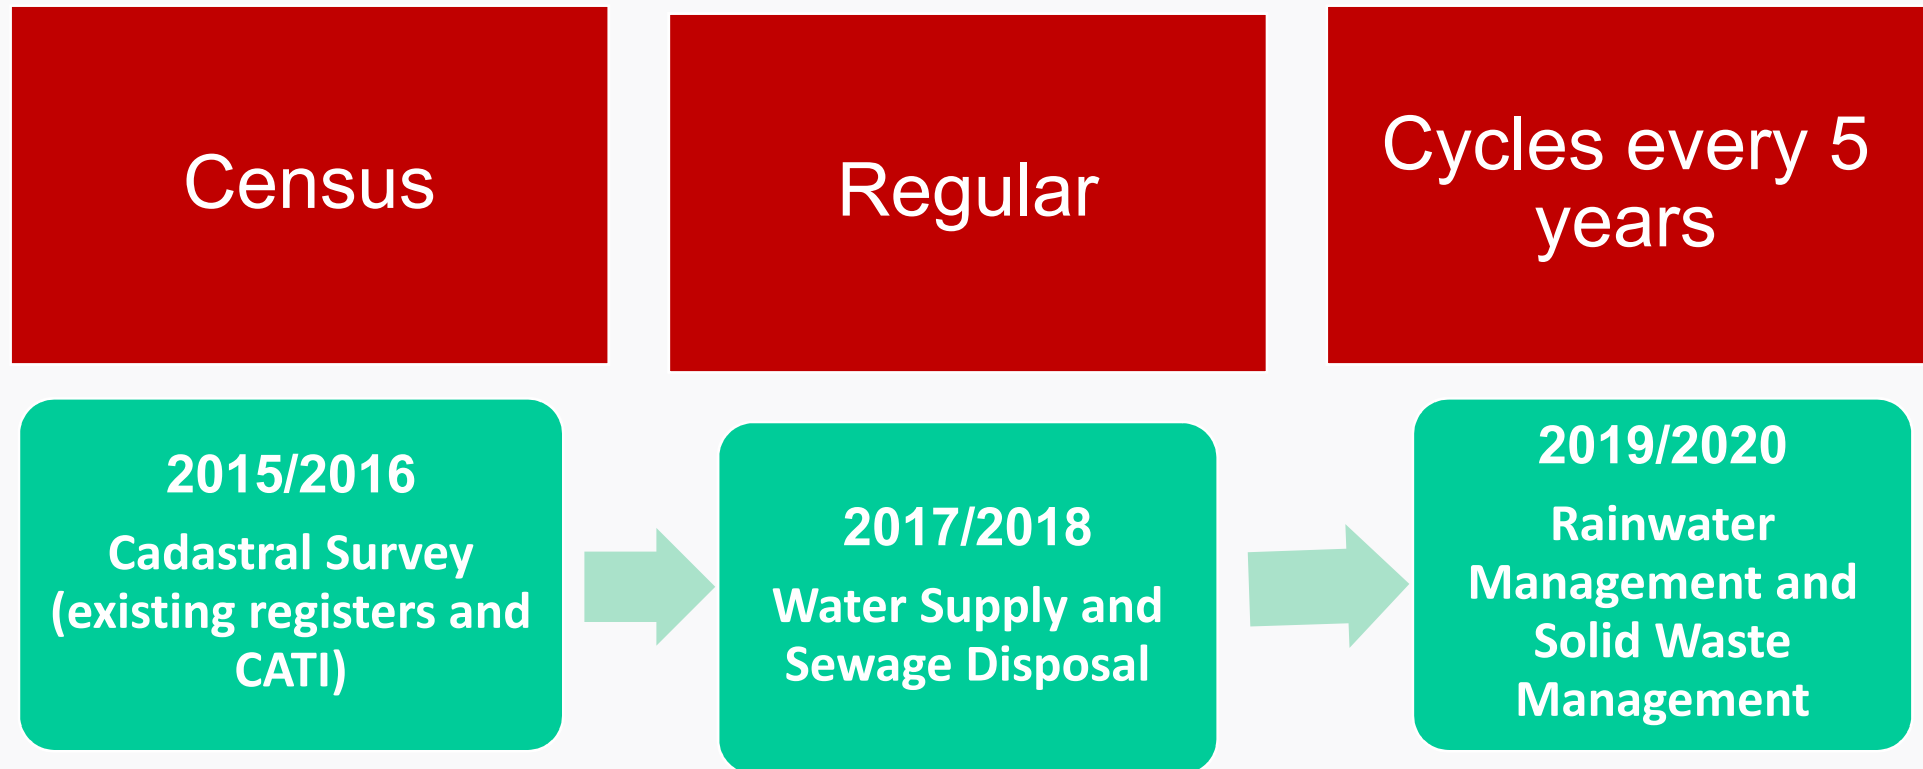 Census
Regular
Cycles every 5
years
2015/2016
Cadastral Survey
(existing registers and
CATI)
2017/2018
Water Supply and
Sewage Disposal
2019/2020
Rainwater
Management and
Solid Waste
Management